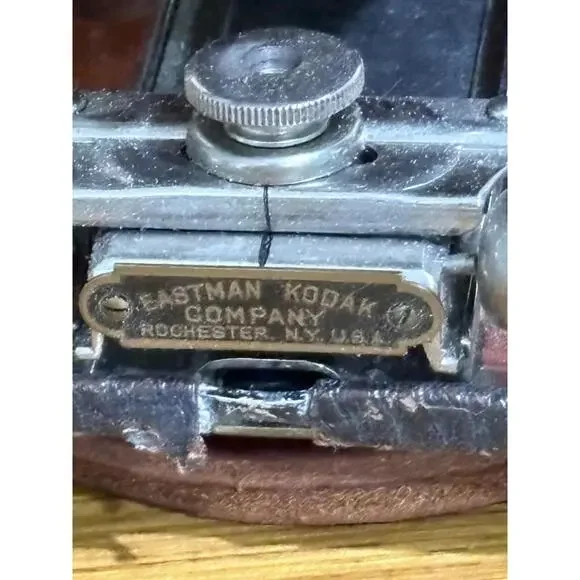 EASTMAN KODAK
COMPANY
ROCHESTER, N.Y. U.S.A.